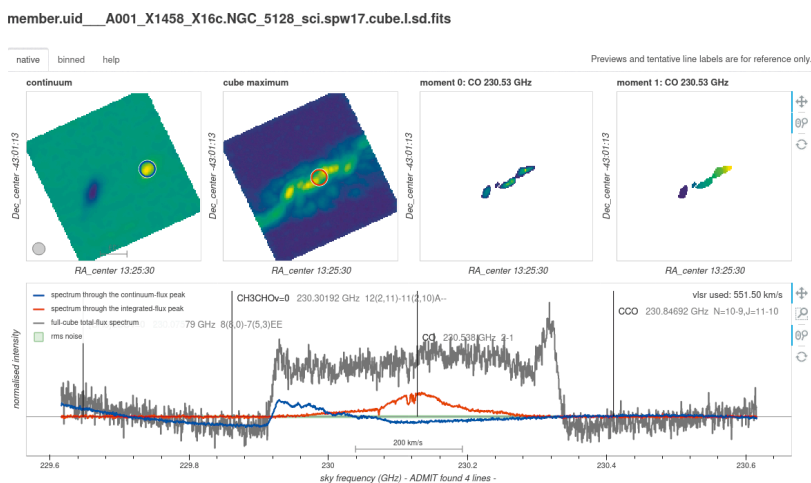 member.uid___A001_X1458_X16c.NGC_5128_sci.spw17.cube.I.sd.fits
native binned help Previews and tentative line labels are for reference only.
continuum cube maximum moment 0: CO 230.53 GHz moment 1: CO 230.53 GHz
Dec_center -43:01:13 Dec_center -43:01:13 Dec_center -43:01:13 Dec_center -43:01:13
RA_center 13:25:30 RA_center 13:25:30 RA_center 13:25:30 RA_center 13:25:30
spectrum through the continuum-flux peak CH3CHOv=0 230.30192 GHz 12(2,11)-11(2,10)A-- vlsr used: 551.50 km/s
spectrum through the integrated-flux peak CCO 230.84692 GHz N=10-9,J=11-10
full-cube total-flux spectrum 79 GHz 8(6,0)-7(5,3)EE
rms noise CO 230.538 GHz 2-1
normalised intensity
200 km/s
229.6 229.8 230 230.2 230.4 230.6
sky frequency (GHz) - ADMIT found 4 lines -